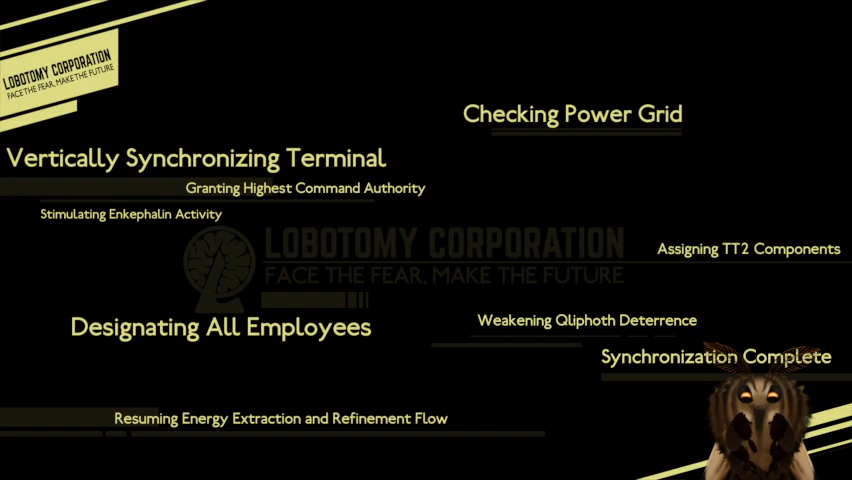 LOBOTOMY CORPORATION
FACE THE FEAR, MAKE THE FUTURE
Checking Power Grid
Vertically Synchronizing Terminal
Granting Highest Command Authority
Stimulating Enkephalin Activity
LOBOTOMY CORPORATION
FACE THE FEAR, MAKE THE FUTURE
Assigning TT2 Components
Designating All Employees
Weakening Qliphoth Deterrence
Synchronization Complete
Resuming Energy Extraction and Refinement Flow